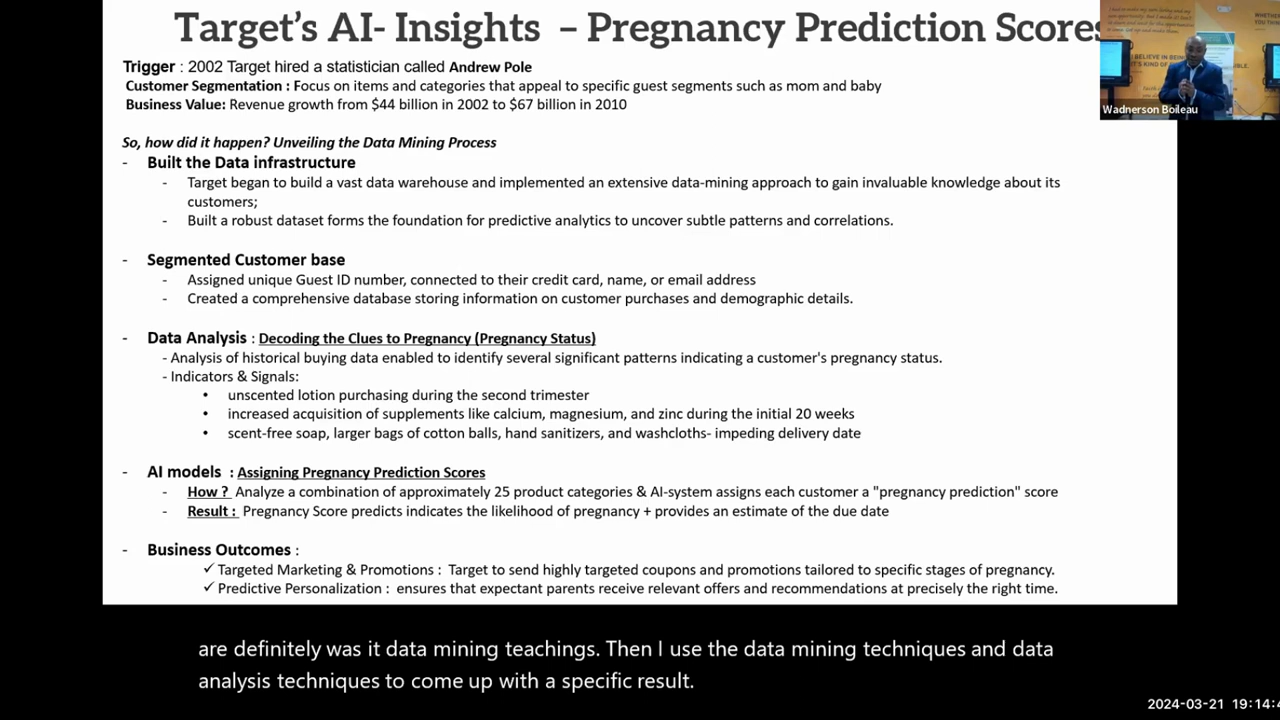 Target's AI- Insights – Pregnancy Prediction Scores
Trigger : 2002 Target hired a statistician called Andrew Pole
Customer Segmentation : Focus on items and categories that appeal to specific guest segments such as mom and baby
Business Value: Revenue growth from $44 billion in 2002 to $67 billion in 2010
So, how did it happen? Unveiling the Data Mining Process
- Built the Data infrastructure
- Target began to build a vast data warehouse and implemented an extensive data-mining approach to gain invaluable knowledge about its
customers;
- Built a robust dataset forms the foundation for predictive analytics to uncover subtle patterns and correlations.
- Segmented Customer base
- Assigned unique Guest ID number, connected to their credit card, name, or email address
- Created a comprehensive database storing information on customer purchases and demographic details.
- Data Analysis : Decoding the Clues to Pregnancy (Pregnancy Status)
- Analysis of historical buying data enabled to identify several significant patterns indicating a customer's pregnancy status.
- Indicators & Signals:
• unscented lotion purchasing during the second trimester
• increased acquisition of supplements like calcium, magnesium, and zinc during the initial 20 weeks
• scent-free soap, larger bags of cotton balls, hand sanitizers, and washcloths- impeding delivery date
- AI models : Assigning Pregnancy Prediction Scores
- How ? Analyze a combination of approximately 25 product categories & AI-system assigns each customer a "pregnancy prediction" score
- Result : Pregnancy Score predicts indicates the likelihood of pregnancy + provides an estimate of the due date
- Business Outcomes :
✓ Targeted Marketing & Promotions : Target to send highly targeted coupons and promotions tailored to specific stages of pregnancy.
✓ Predictive Personalization : ensures that expectant parents receive relevant offers and recommendations at precisely the right time.
Wadnerson Boileau
are definitely was it data mining teachings. Then I use the data mining techniques and data
analysis techniques to come up with a specific result.
2024-03-21 19:14:4